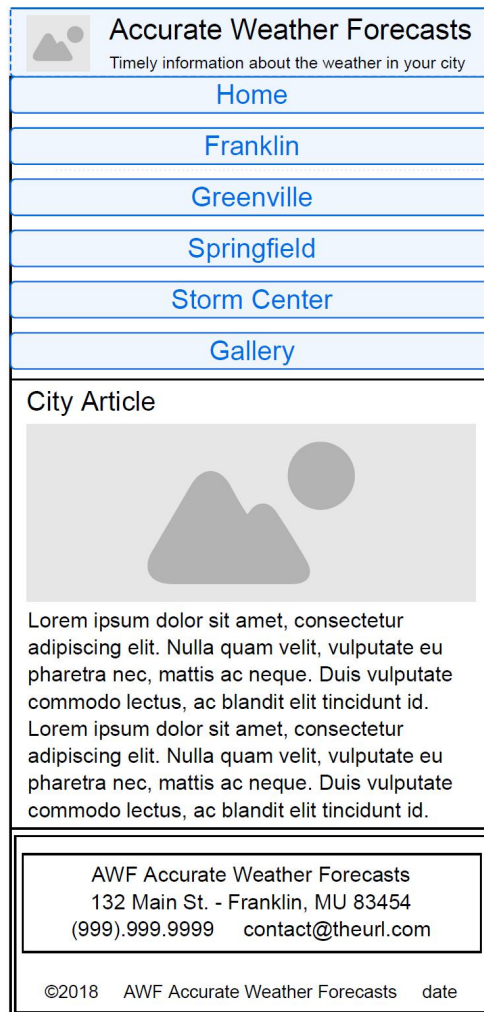 Accurate Weather Forecasts
Timely information about the weather in your city
Home
Franklin
Greenville
Springfield
Storm Center
Gallery
City Article
Lorem ipsum dolor sit amet, consectetur
adipiscing elit. Nulla quam velit, vulputate eu
pharetra nec, mattis ac neque. Duis vulputate
commodo lectus, ac blandit elit tincidunt id.
Lorem ipsum dolor sit amet, consectetur
adipiscing elit. Nulla quam velit, vulputate eu
pharetra nec, mattis ac neque. Duis vulputate
commodo lectus, ac blandit elit tincidunt id.
AWF Accurate Weather Forecasts
132 Main St. - Franklin, MU 83454
(999).999.9999 contact@theurl.com
©2018 AWF Accurate Weather Forecasts date